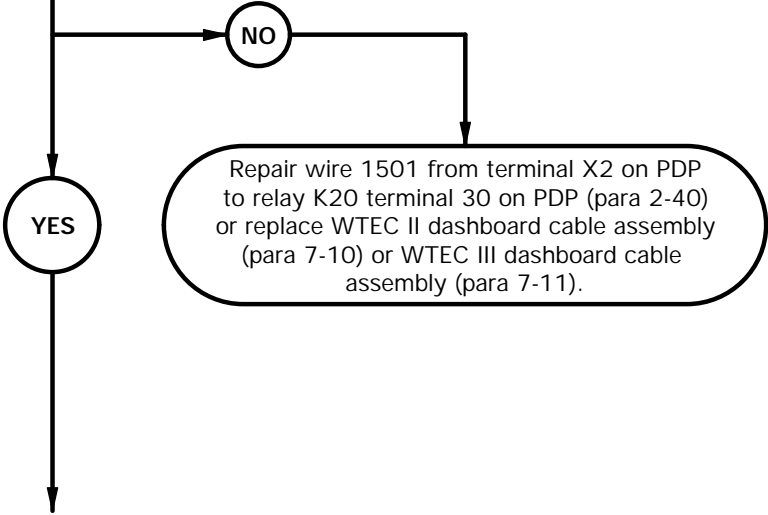 NO
YES
Repair wire 1501 from terminal X2 on PDP
to relay K20 terminal 30 on PDP (para 2-40)
or replace WTEC II dashboard cable assembly
(para 7-10) or WTEC III dashboard cable
assembly (para 7-11).